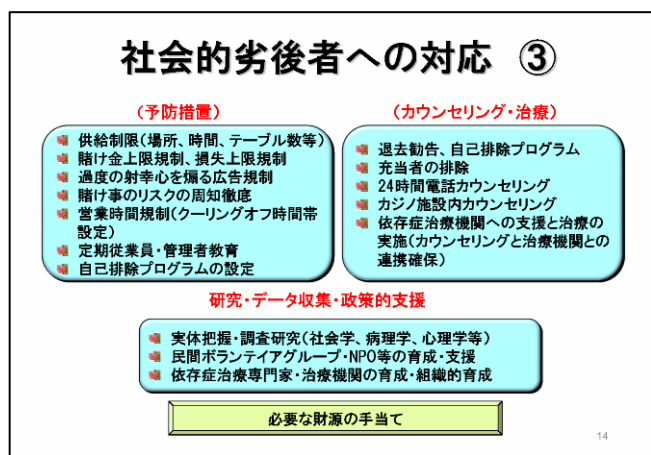 社会的劣後者への対応 ③
(予防措置)
供給制限(場所、時間、テーブル数等)
賭け金上限規制、損失上限規制
過度の射幸心を煽る広告規制
賭け事のリスクの周知徹底
営業時間規制(クーリングオフ時間帯
設定)
定期従業員・管理者教育
自己排除プログラムの設定
(カウンセリング・治療)
退去勧告、自己排除プログラム
充当者の排除
24時間電話カウンセリング
カジノ施設内カウンセリング
依存症治療機関への支援と治療の
実施(カウンセリングと治療機関との
連携確保)
研究・データ収集・政策的支援
実体把握・調査研究(社会学、病理学、心理学等)
民間ボランテイアグループ・NPO等の育成・支援
依存症治療専門家・治療機関の育成・組織的育成
必要な財源の手当て
14